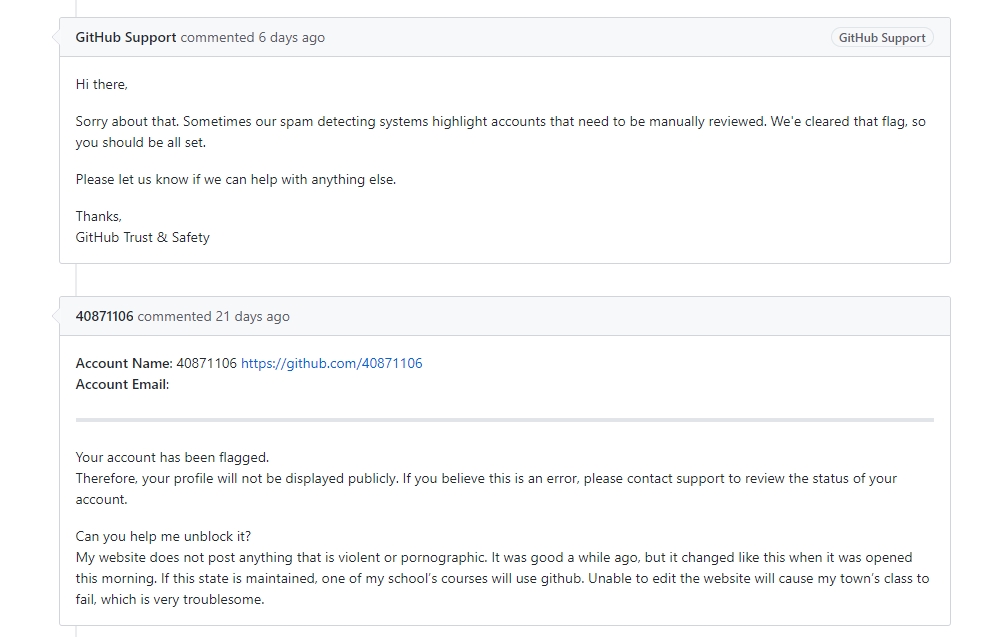 GitHub Support commented 6 days ago GitHub Support
Hi there,
Sorry about that. Sometimes our spam detecting systems highlight accounts that need to be manually reviewed. We'e cleared that flag, so
you should be all set.
Please let us know if we can help with anything else.
Thanks,
GitHub Trust & Safety
40871106 commented 21 days ago
Account Name: 40871106 https://github.com/40871106
Account Email:
Your account has been flagged.
Therefore, your profile will not be displayed publicly. If you believe this is an error, please contact support to review the status of your
account.
Can you help me unblock it?
My website does not post anything that is violent or pornographic. It was good a while ago, but it changed like this when it was opened
this morning. If this state is maintained, one of my school's courses will use github. Unable to edit the website will cause my town's class to
fail, which is very troublesome.